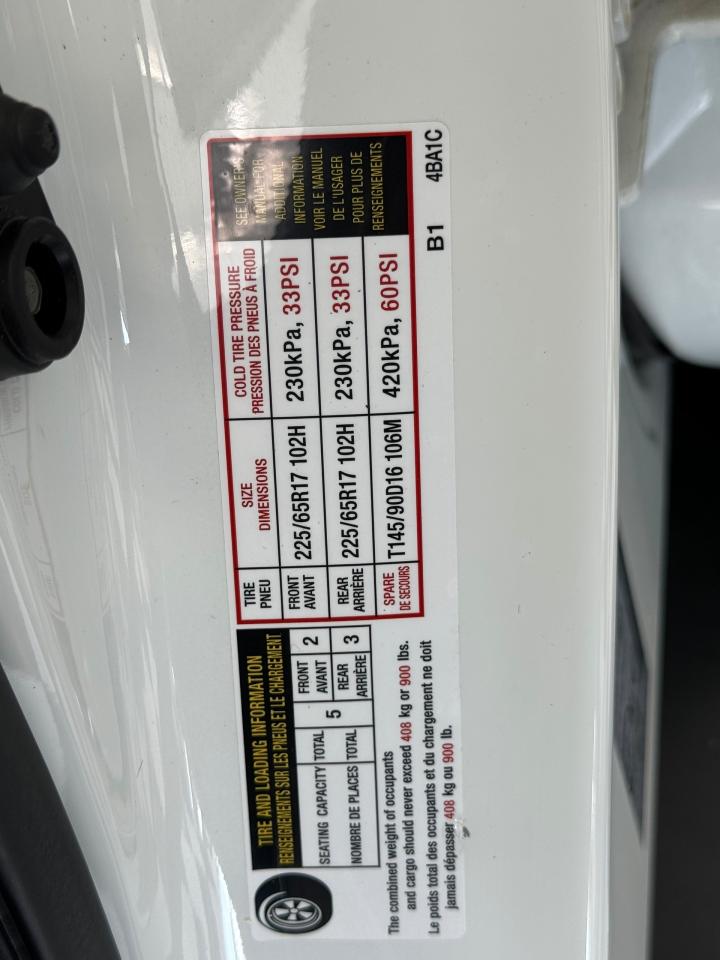 TIRE AND LOADING INFORMATION
RENSEIGNEMENTS SUR LES PNEUS ET LE CHARGEMENT
SEATING CAPACITY TOTAL 5 FRONT AVANT 2
NOMBRE DE PLACES TOTAL REAR ARRIÈRE 3
The combined weight of occupants
and cargo should never exceed 408 kg or 900 lbs.
Le poids total des occupants et du chargement ne doit
jamais dépasser 408 kg ou 900 lb.
TIRE PNEU
SIZE DIMENSIONS
COLD TIRE PRESSURE
PRESSION DES PNEUS À FROID
FRONT AVANT 225/65R17 102H 230kPa, 33PSI
REAR ARRIÈRE 225/65R17 102H 230kPa, 33PSI
SPARE DE SECOURS T145/90D16 106M 420kPa, 60PSI
SEE OWNER'S
MANUAL FOR
ADDITIONAL
INFORMATION
VOIR LE MANUEL
DE L'USAGER
POUR PLUS DE
RENSEIGNEMENTS
B1 4BA1C